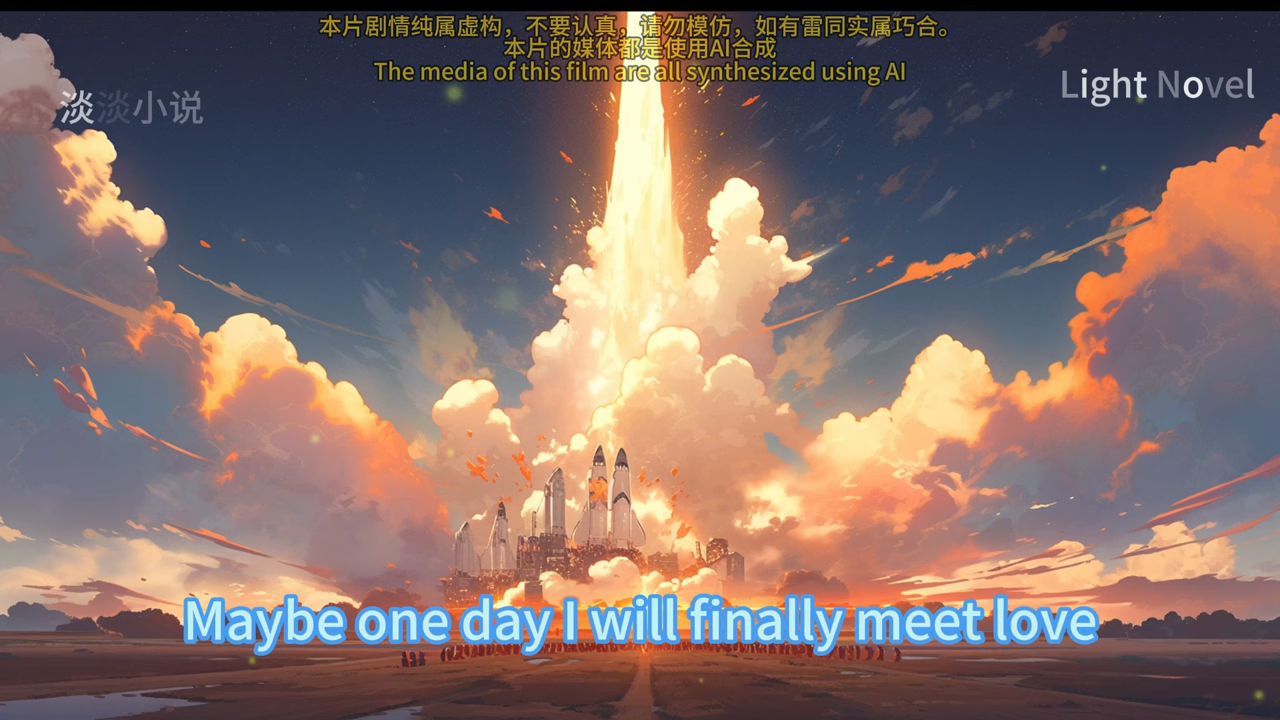 本片剧情纯属虚构，不要认真，请勿模仿，如有雷同实属巧合。
本片的媒体都是使用AI合成
The media of this film are all synthesized using AI
淡淡小说
Light Novel
Maybe one day I will finally meet love